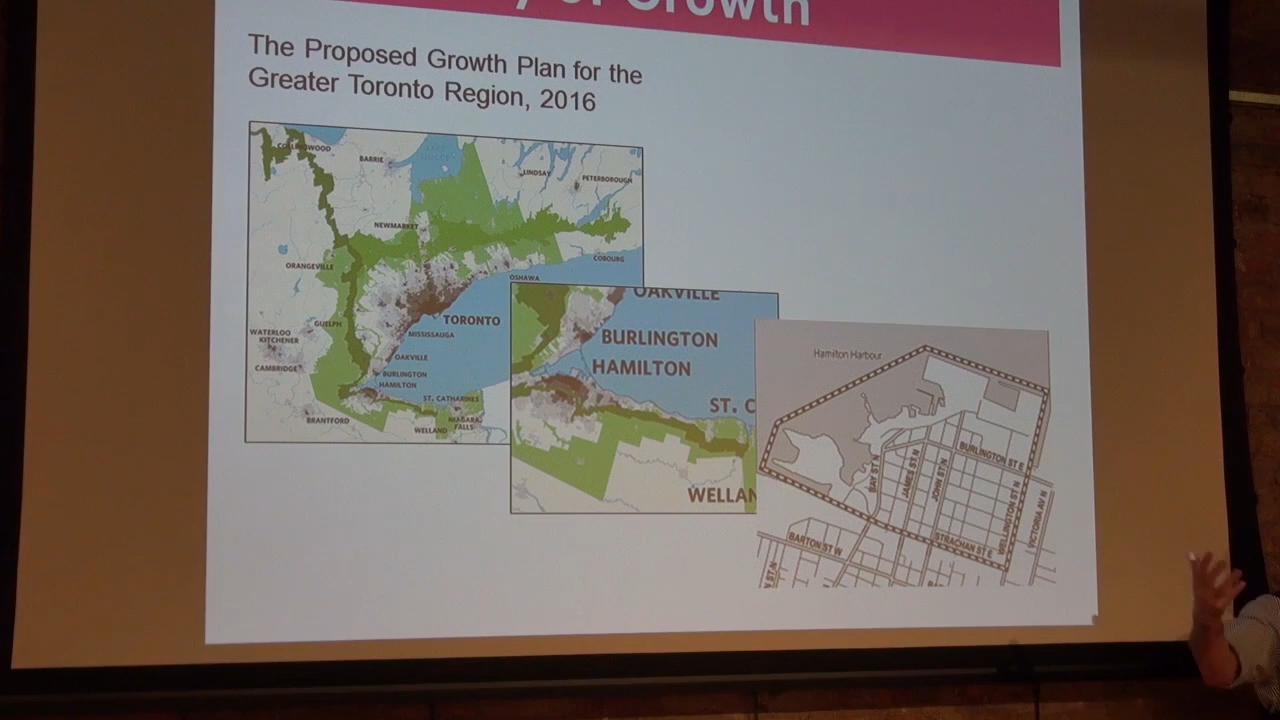 of Growth
The Proposed Growth Plan for the
Greater Toronto Region, 2016
COLLINGWOOD
BARRIE
LINDSAY
PETERBOROUGH
NEWMARKET
ORANGEVILLE
COBOURG
OSHAWA
TORONTO
GUELPH
MISSISSAUGA
WATERLOO
KITCHENER
CAMBRIDGE
OAKVILLE
BURLINGTON
HAMILTON
ST. CATHARINES
BRANTFORD
NIAGARA
FALLS
WELLAND
OAKVILLE
BURLINGTON
HAMILTON
ST. C
WELLAN
Hamilton Harbour
BURLINGTON ST E
BAY ST N
JAMES ST N
JOHN ST N
WELLINGTON ST N
VICTORIA AV N
STRACHAN ST E
BARTON ST W
ST N